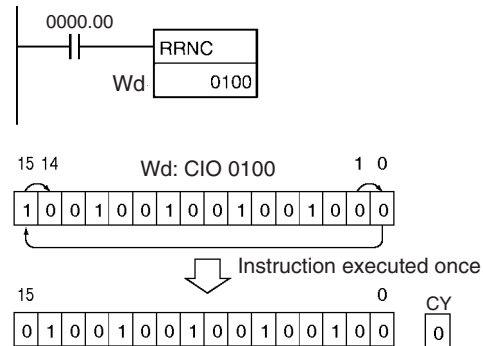 0000.00
RRNC
Wd 0100
15 14 Wd: CIO 0100 1 0
1 0 0 1 0 0 1 0 0 1 0 0 1 0 0 0
Instruction executed once
15 0 CY
0 1 0 0 1 0 0 1 0 0 1 0 0 1 0 0 0